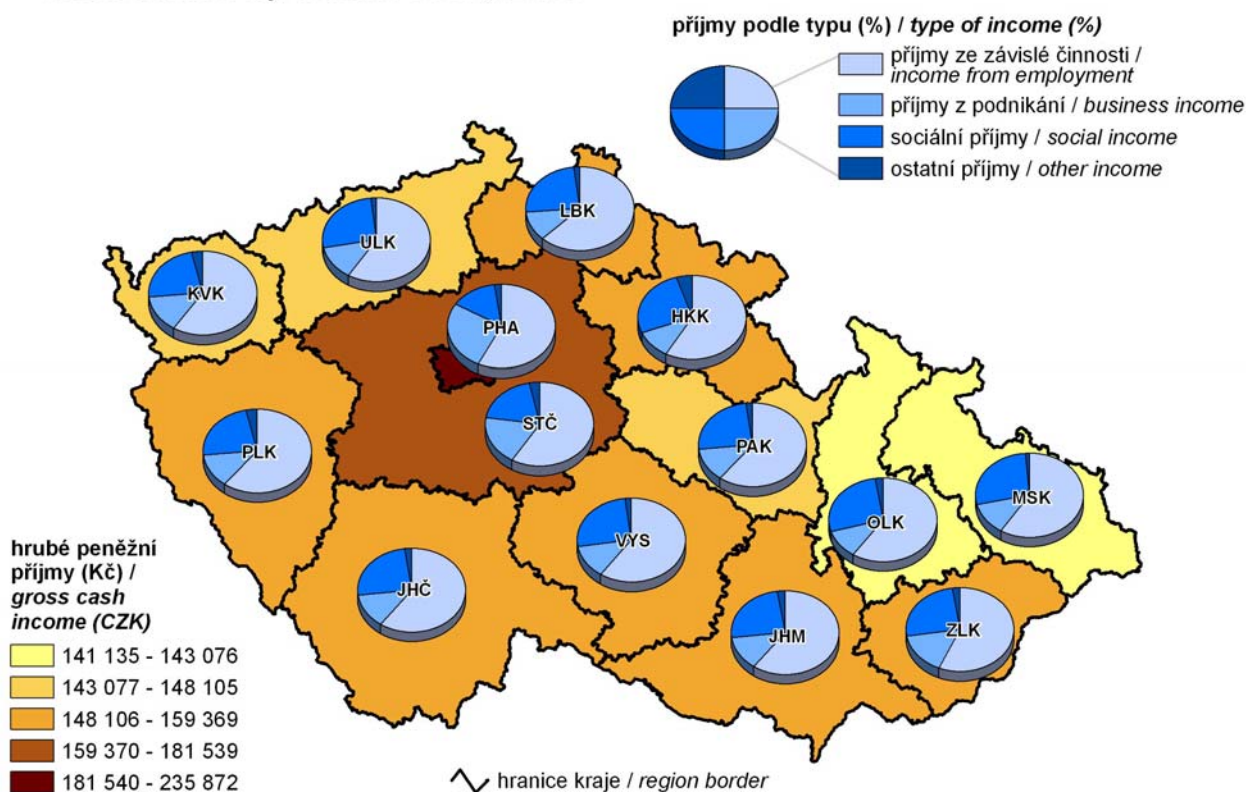 příjmy podle typu (%) / type of income (%)
příjmy ze závislé činnosti /
income from employment
příjmy z podnikání / business income
sociální příjmy / social income
ostatní příjmy / other income
LBK
ULK
KVK
PHA
HKK
STČ
PLK
PAK
MSK
OLK
VYS
JHČ
JHM
ZLK
hrubé peněžní
příjmy (Kč) /
gross cash
income (CZK)
141 135 - 143 076
143 077 - 148 105
148 106 - 159 369
159 370 - 181 539
181 540 - 235 872
hranice kraje / region border